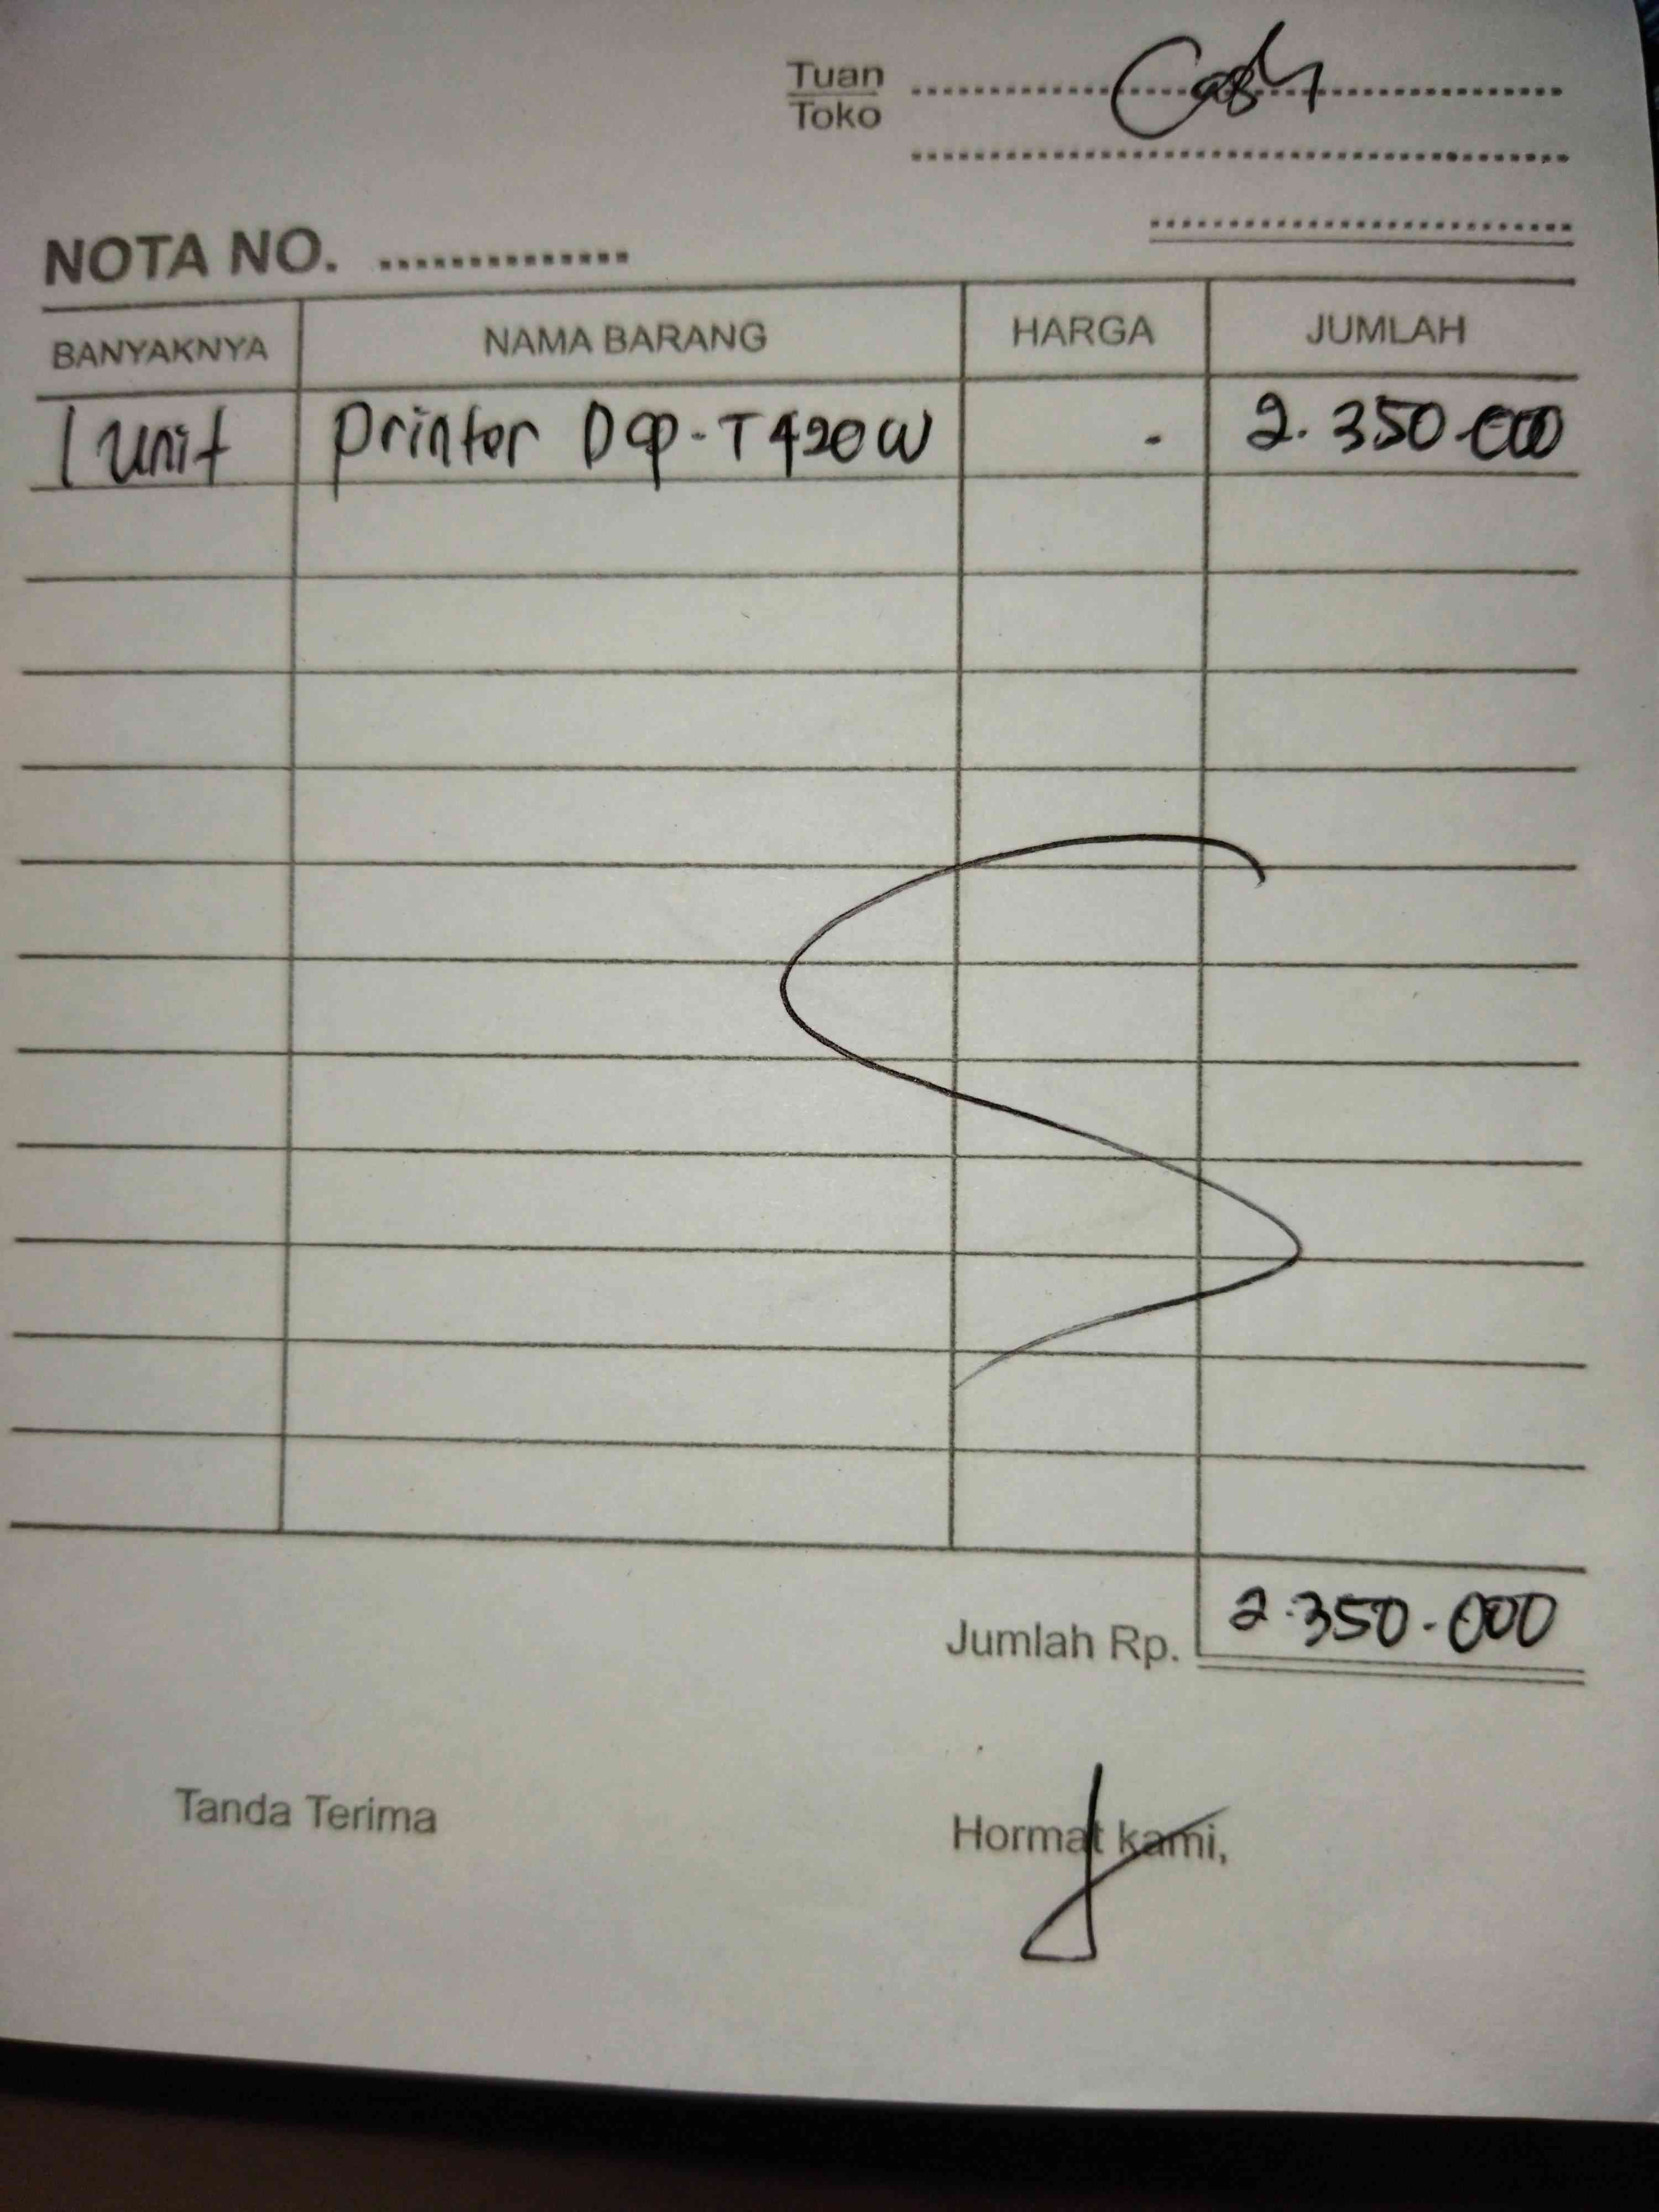 Tuan Cash
Toko
NOTA NO. ..............
BANYAKNYA NAMA BARANG HARGA JUMLAH
1 Unit Printer Dcp-T420W - 2.350.000
Jumlah Rp. 2.350.000
Tanda Terima Hormat kami,